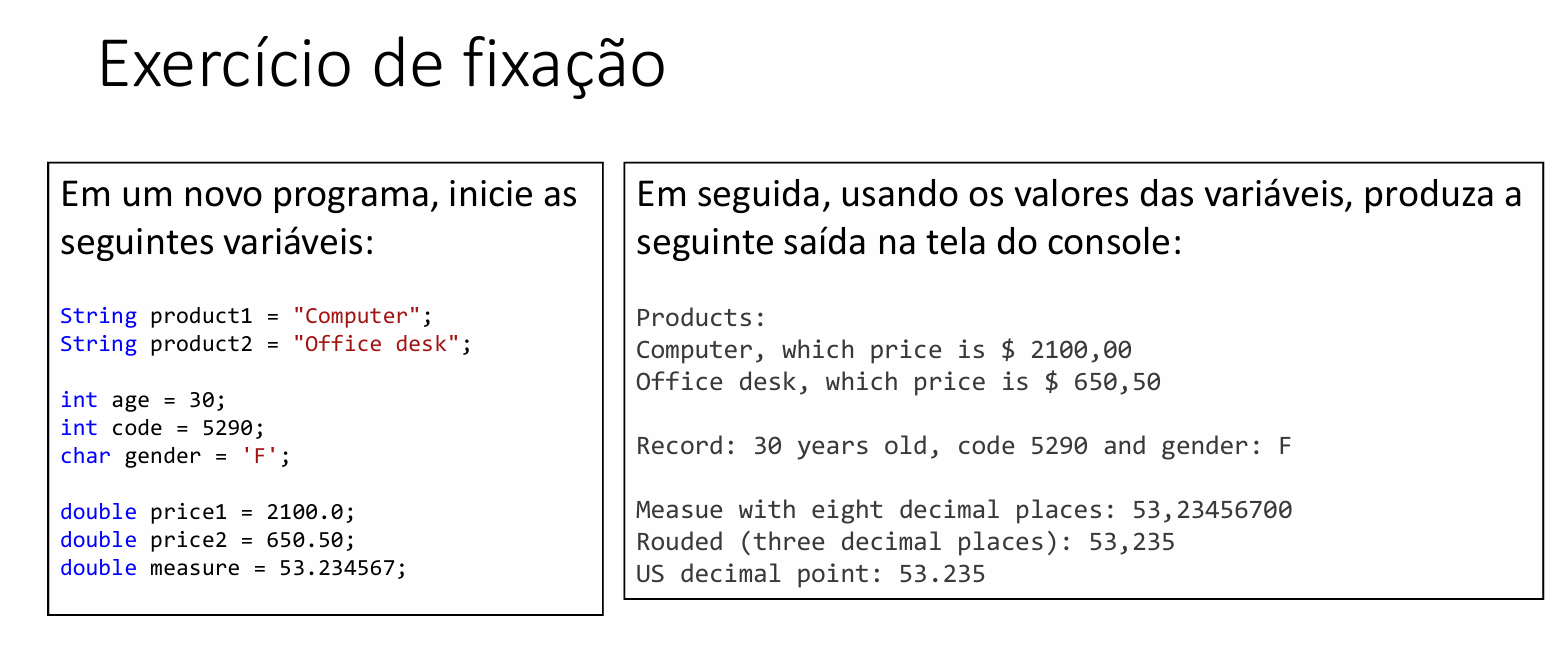 Exercício de fixação
Em um novo programa, inicie as
seguintes variáveis:
String product1 = "Computer";
String product2 = "Office desk";
int age = 30;
int code = 5290;
char gender = 'F';
double price1 = 2100.0;
double price2 = 650.50;
double measure = 53.234567;
Em seguida, usando os valores das variáveis, produza a
seguinte saída na tela do console:
Products:
Computer, which price is $ 2100,00
Office desk, which price is $ 650,50
Record: 30 years old, code 5290 and gender: F
Measue with eight decimal places: 53,23456700
Rouded (three decimal places): 53,235
US decimal point: 53.235